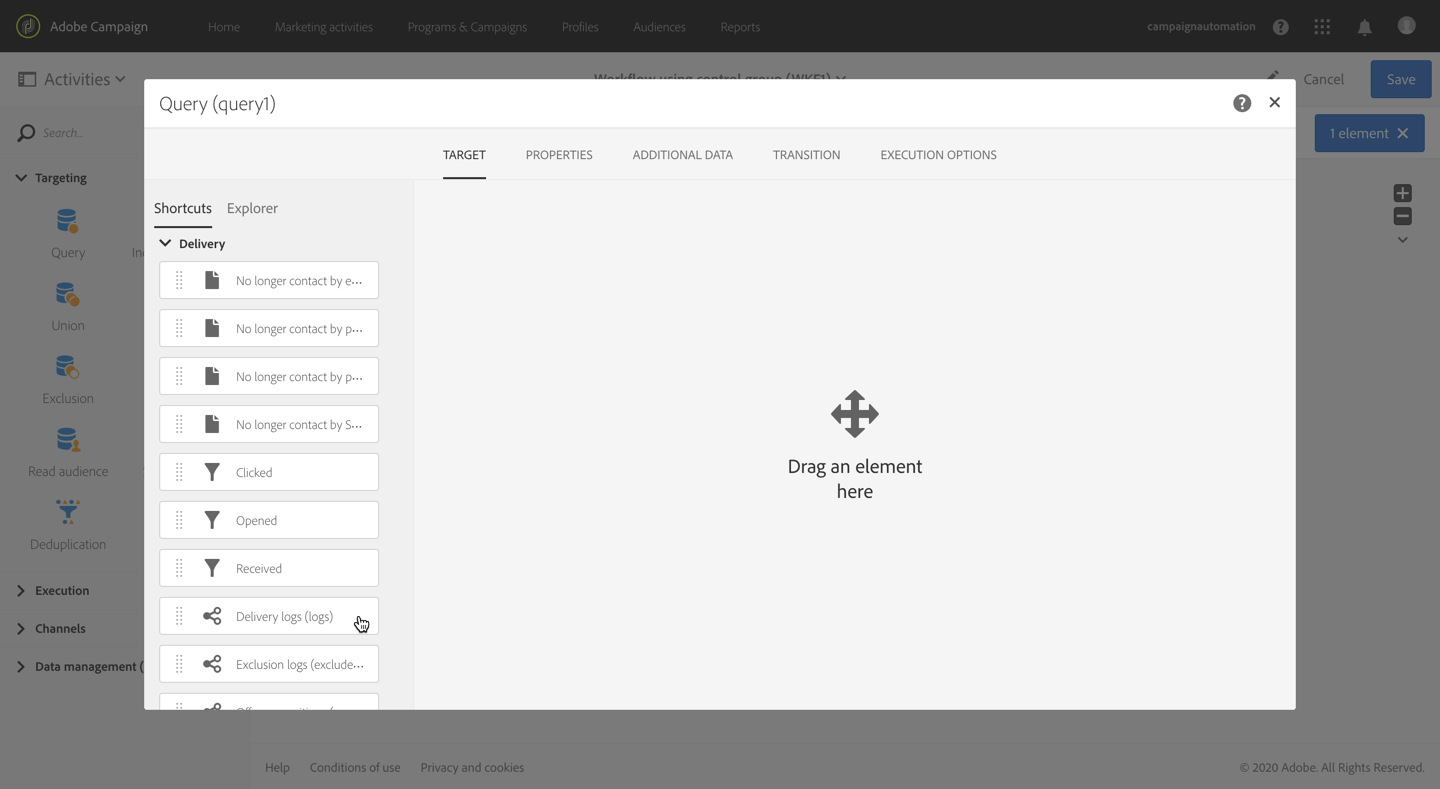 Adobe Campaign
Home
Marketing activities
Programs & Campaigns
Profiles
Audiences
Reports
campaignautomation
Activities
Workflow using control group (WKF1)
Cancel
Save
Query (query1)
Search...
1 element
TARGET
PROPERTIES
ADDITIONAL DATA
TRANSITION
EXECUTION OPTIONS
Targeting
Query
Union
Exclusion
Read audience
Deduplication
Execution
Channels
Data management (
Shortcuts
Explorer
Delivery
No longer contact by e...
No longer contact by p...
No longer contact by p...
No longer contact by S...
Clicked
Opened
Received
Delivery logs (logs)
Exclusion logs (exclude...
Drag an element
here
Help
Conditions of use
Privacy and cookies
© 2020 Adobe. All Rights Reserved.